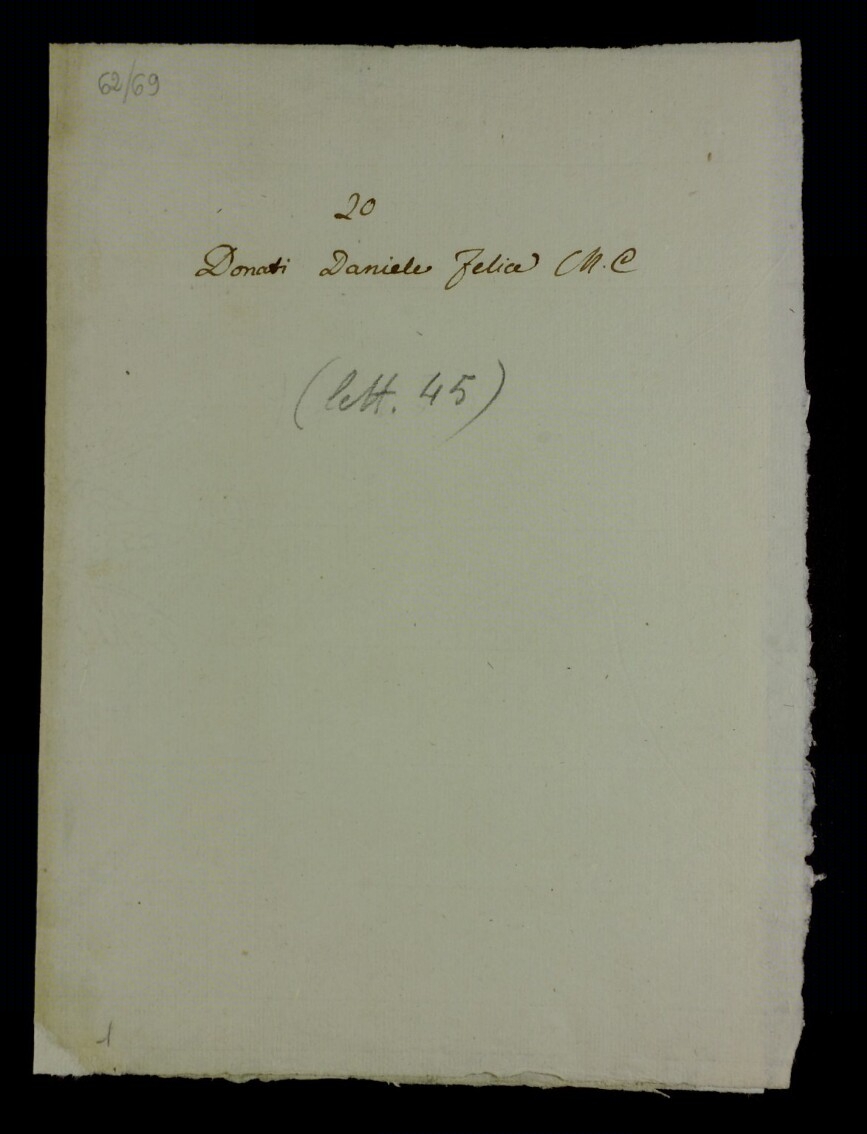 62/69
20
Donati Daniele Felice M. C
(lett. 45)
1